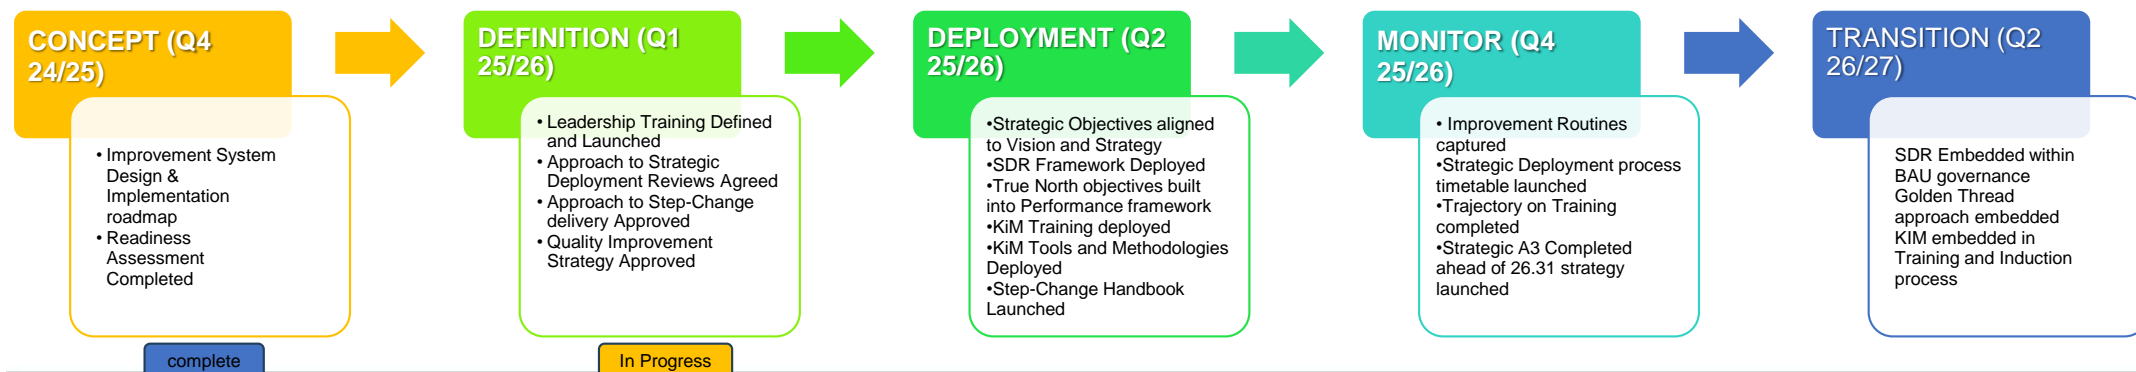 CONCEPT (Q4
24/25)
• Improvement System
Design &
Implementation
roadmap
• Readiness
Assessment
Completed
complete
DEFINITION (Q1
25/26)
• Leadership Training Defined
and Launched
• Approach to Strategic
Deployment Reviews Agreed
• Approach to Step-Change
delivery Approved
• Quality Improvement
Strategy Approved
In Progress
DEPLOYMENT (Q2
25/26)
•Strategic Objectives aligned
to Vision and Strategy
•SDR Framework Deployed
•True North objectives built
into Performance framework
•KiM Training deployed
•KiM Tools and Methodologies
Deployed
•Step-Change Handbook
Launched
MONITOR (Q4
25/26)
• Improvement Routines
captured
•Strategic Deployment process
timetable launched
•Trajectory on Training
completed
•Strategic A3 Completed
ahead of 26.31 strategy
launched
TRANSITION (Q2
26/27)
SDR Embedded within
BAU governance
Golden Thread
approach embedded
KIM embedded in
Training and Induction
process